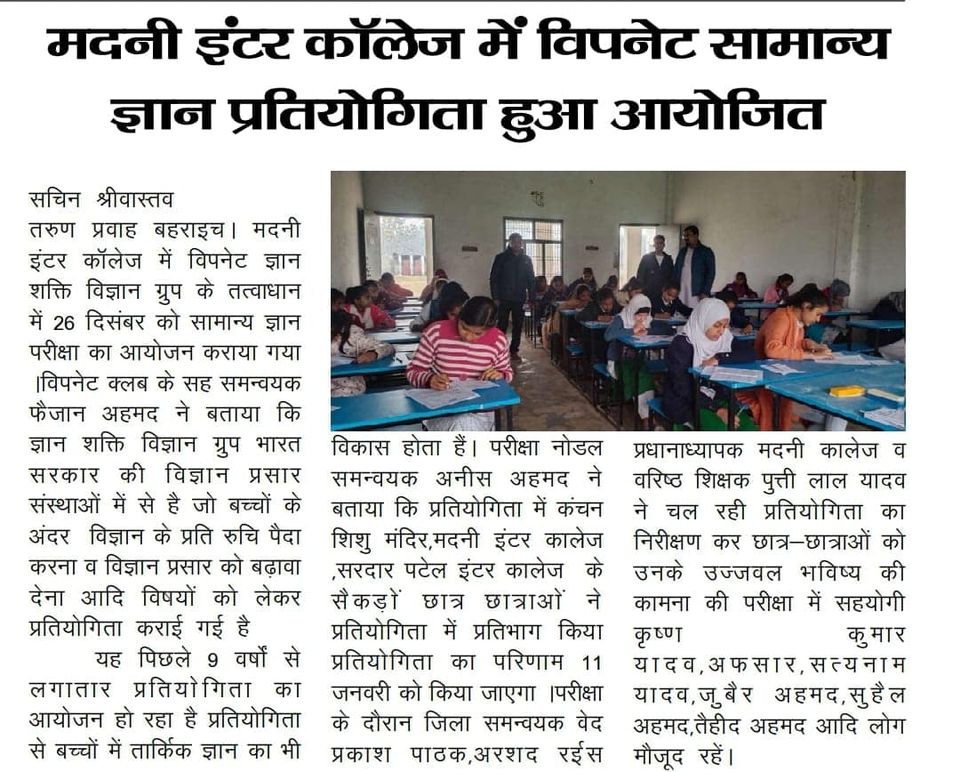 मदनी इंटर कॉलेज में विपनेट सामान्य
ज्ञान प्रतियोगिता हुआ आयोजित
सचिन श्रीवास्तव
तरुण प्रवाह बहराइच। मदनी
इंटर कॉलेज में विपनेट ज्ञान
शक्ति विज्ञान ग्रुप के तत्वाधान
में 26 दिसंबर को सामान्य ज्ञान
परीक्षा का आयोजन कराया गया
।विपनेट क्लब के सह समन्वयक
फैजान अहमद ने बताया कि
ज्ञान शक्ति विज्ञान ग्रुप भारत
सरकार की विज्ञान प्रसार
संस्थाओं में से है जो बच्चों के
अंदर विज्ञान के प्रति रुचि पैदा
करना व विज्ञान प्रसार को बढ़ावा
देना आदि विषयों को लेकर
प्रतियोगिता कराई गई है
यह पिछले 9 वर्षों से
लगातार प्रतियोगिता का
आयोजन हो रहा है प्रतियोगिता
से बच्चों में तार्किक ज्ञान का भी
विकास होता हैं। परीक्षा नोडल
समन्वयक अनीस अहमद ने
बताया कि प्रतियोगिता में कंचन
शिशु मंदिर,मदनी इंटर कालेज
,सरदार पटेल इंटर कालेज के
सैकड़ों छात्र छात्राओं ने
प्रतियोगिता में प्रतिभाग किया
प्रतियोगिता का परिणाम 11
जनवरी को किया जाएगा ।परीक्षा
के दौरान जिला समन्वयक वेद
प्रकाश पाठक,अरशद रईस
प्रधानाध्यापक मदनी कालेज व
वरिष्ठ शिक्षक पुत्ती लाल यादव
ने चल रही प्रतियोगिता का
निरीक्षण कर छात्र–छात्राओं को
उनके उज्जवल भविष्य की
कामना की परीक्षा में सहयोगी
कृष्ण कुमार
यादव,अफसार,सत्यनाम
यादव,जुबैर अहमद,सुहैल
अहमद,तैहीद अहमद आदि लोग
मौजूद रहें।